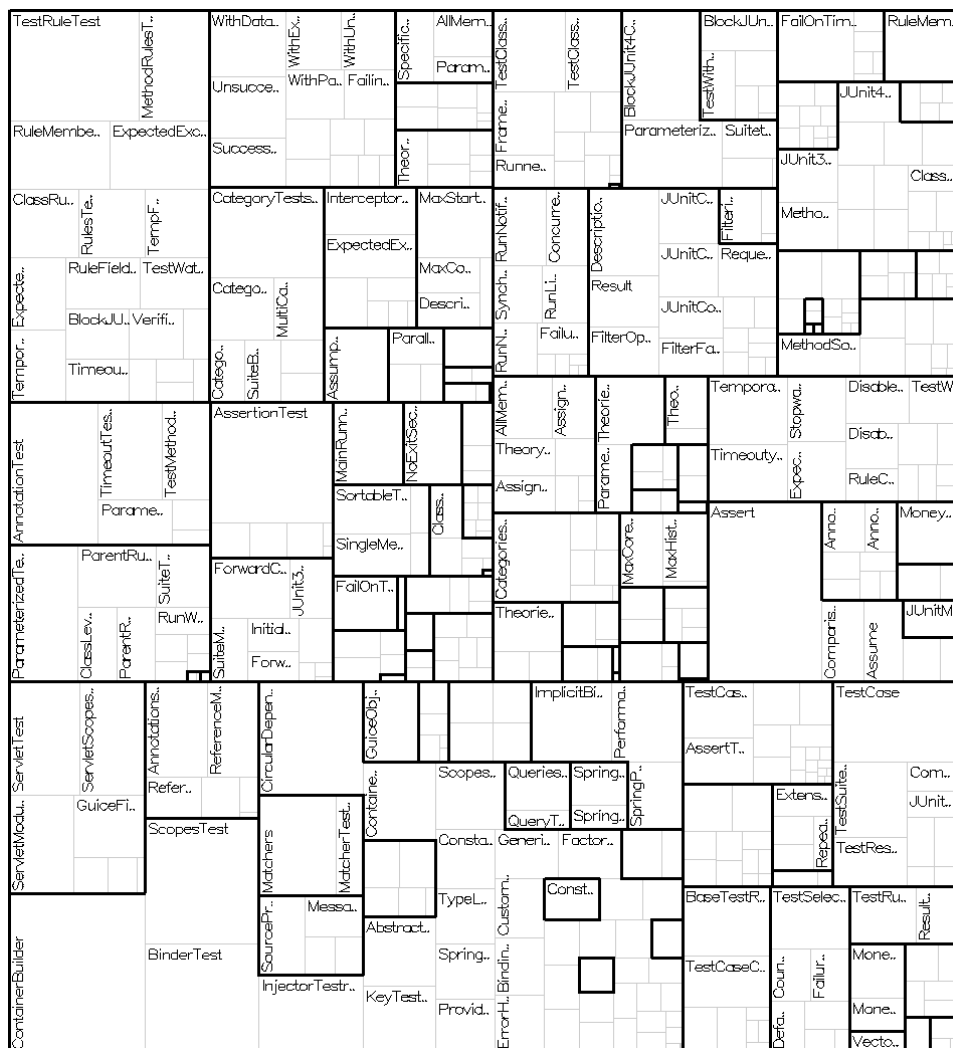 TestRuleTest
MethodRulesT..
RuleMembe..
ExpectedExc..
ClassRu..
RulesTe..
TempF..
Expecte..
RuleField..
TestWat..
BlockJU..
Verifi..
Tempor..
Timeou..
WithData..
WithEx..
WithUn..
Unsucce..
WithPa..
Failin..
Success..
Specific..
AllMem..
Param..
Theor..
CategoryTests..
Catego..
MultiCa..
Catego..
SuiteB..
Interceptor..
ExpectedEx..
MaxStart..
MaxCo..
Descri..
Assump..
Parall..
TestClass..
TestClass..
Frame..
Runne..
BlockJUnit4C..
BlockJUn..
TestWith..
Parameteriz..
Suitet..
FailOnTim..
RuleMem..
JUnit4..
JUnit3..
Class..
Metho..
RunNotif..
Concurre..
Synch..
RunLi..
RunN..
Failu..
Descriptio..
JUnitC..
Filteri..
JUnitC..
Reque..
Result
JUnitCo..
FilterOp..
FilterFa..
MethodSo..
AnnotationTest
TimeoutTes..
TestMethod..
Parame..
AssertionTest
MainRunn..
NoExitSec..
SortableT..
Class..
SingleMe..
ParameterizedTe..
ParentRu..
SuiteT..
ClassLev..
ParentR..
RunW..
ForwardC..
JUnit3..
SuiteM..
Initial..
Forw..
FailOnT..
AllMem..
Assign..
Theory..
Assign..
Theorie..
Theo..
Parame..
Categories..
MaxCore..
MaxHist..
Theorie..
Tempora..
Stopwa..
Disable..
TestW
Disab..
Timeouty..
Expec..
RuleC..
Assert
Anno..
Anno..
Money..
Comparis..
Assume
JUnitM
ServletTest
ServletScopes..
ServletModu..
GuiceFi..
Annotations..
ReferenceM..
Refer..
CircularDepen..
GuiceObj..
ImplicitBi..
Performa..
Containe..
Scopes..
Queries..
Spring..
QueryT..
Spring..
SpringP..
ScopesTest
Matchers
MatcherTest..
Consta..
Generi..
Factor..
Const..
SourcePr..
Messa..
TypeL..
Custom..
Abstract..
BinderTest
ContainerBuilder
InjectorTestr..
KeyTest..
Spring..
Bindin..
Provid..
ErrorH..
TestCas..
AssertT..
TestCase
TestSuite..
Com..
JUnit..
TestRes..
Extens..
Repea..
BaseTestR..
TestCaseC..
TestSelec..
Coun..
Failur..
Defa..
TestRu..
Result..
Mone..
Mone..
Vecto..